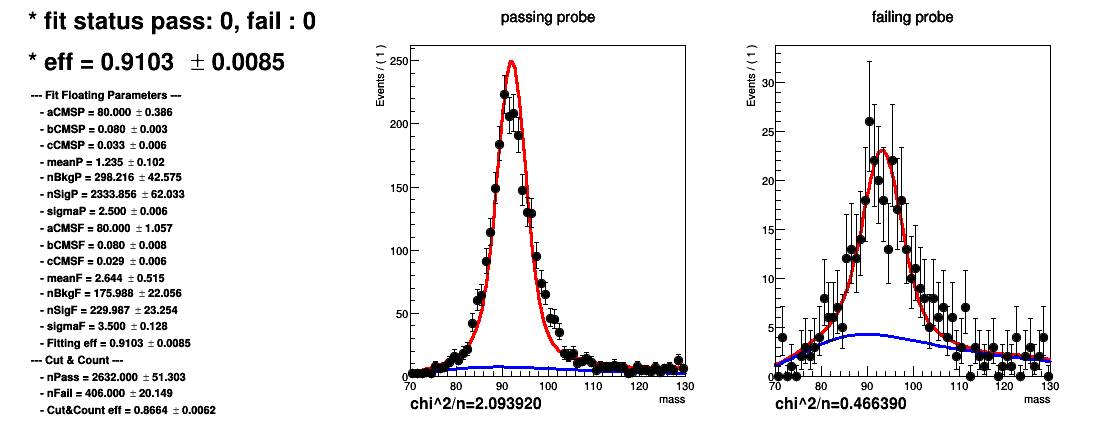 * fit status pass: 0, fail : 0
* eff = 0.9103 ± 0.0085
--- Fit Floating Parameters ---
- aCMSP = 80.000 ± 0.386
- bCMSP = 0.080 ± 0.003
- cCMSP = 0.033 ± 0.006
- meanP = 1.235 ± 0.102
- nBkgP = 298.216 ± 42.575
- nSigP = 2333.856 ± 62.033
- sigmaP = 2.500 ± 0.006
- aCMSF = 80.000 ± 1.057
- bCMSF = 0.080 ± 0.008
- cCMSF = 0.029 ± 0.006
- meanF = 2.644 ± 0.515
- nBkgF = 175.988 ± 22.056
- nSigF = 229.987 ± 23.254
- sigmaF = 3.500 ± 0.128
- Fitting eff = 0.9103 ± 0.0085
--- Cut & Count ---
- nPass = 2632.000 ± 51.303
- nFail = 406.000 ± 20.149
- Cut&Count eff = 0.8664 ± 0.0062
passing probe
Events / ( 1 )
250
200
150
100
50
0
70 80 90 100 110 120 130
mass
chi^2/n=2.093920
failing probe
Events / ( 1 )
30
25
20
15
10
5
0
70 80 90 100 110 120 130
mass
chi^2/n=0.466390